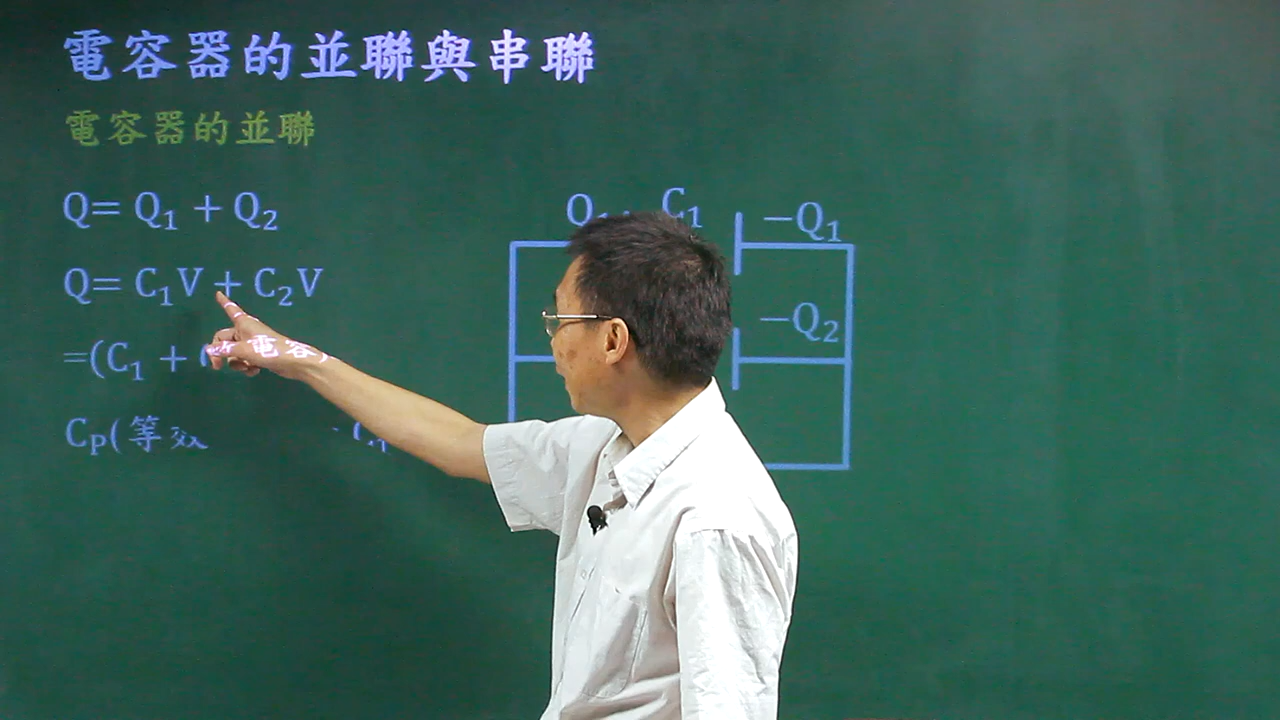 電容器的並聯與串聯
電容器的並聯
Q= Q₁ + Q₂
Q= C₁V + C₂V
=(C₁ +
C_P(等效電容)
C₁
−Q₁
−Q₂